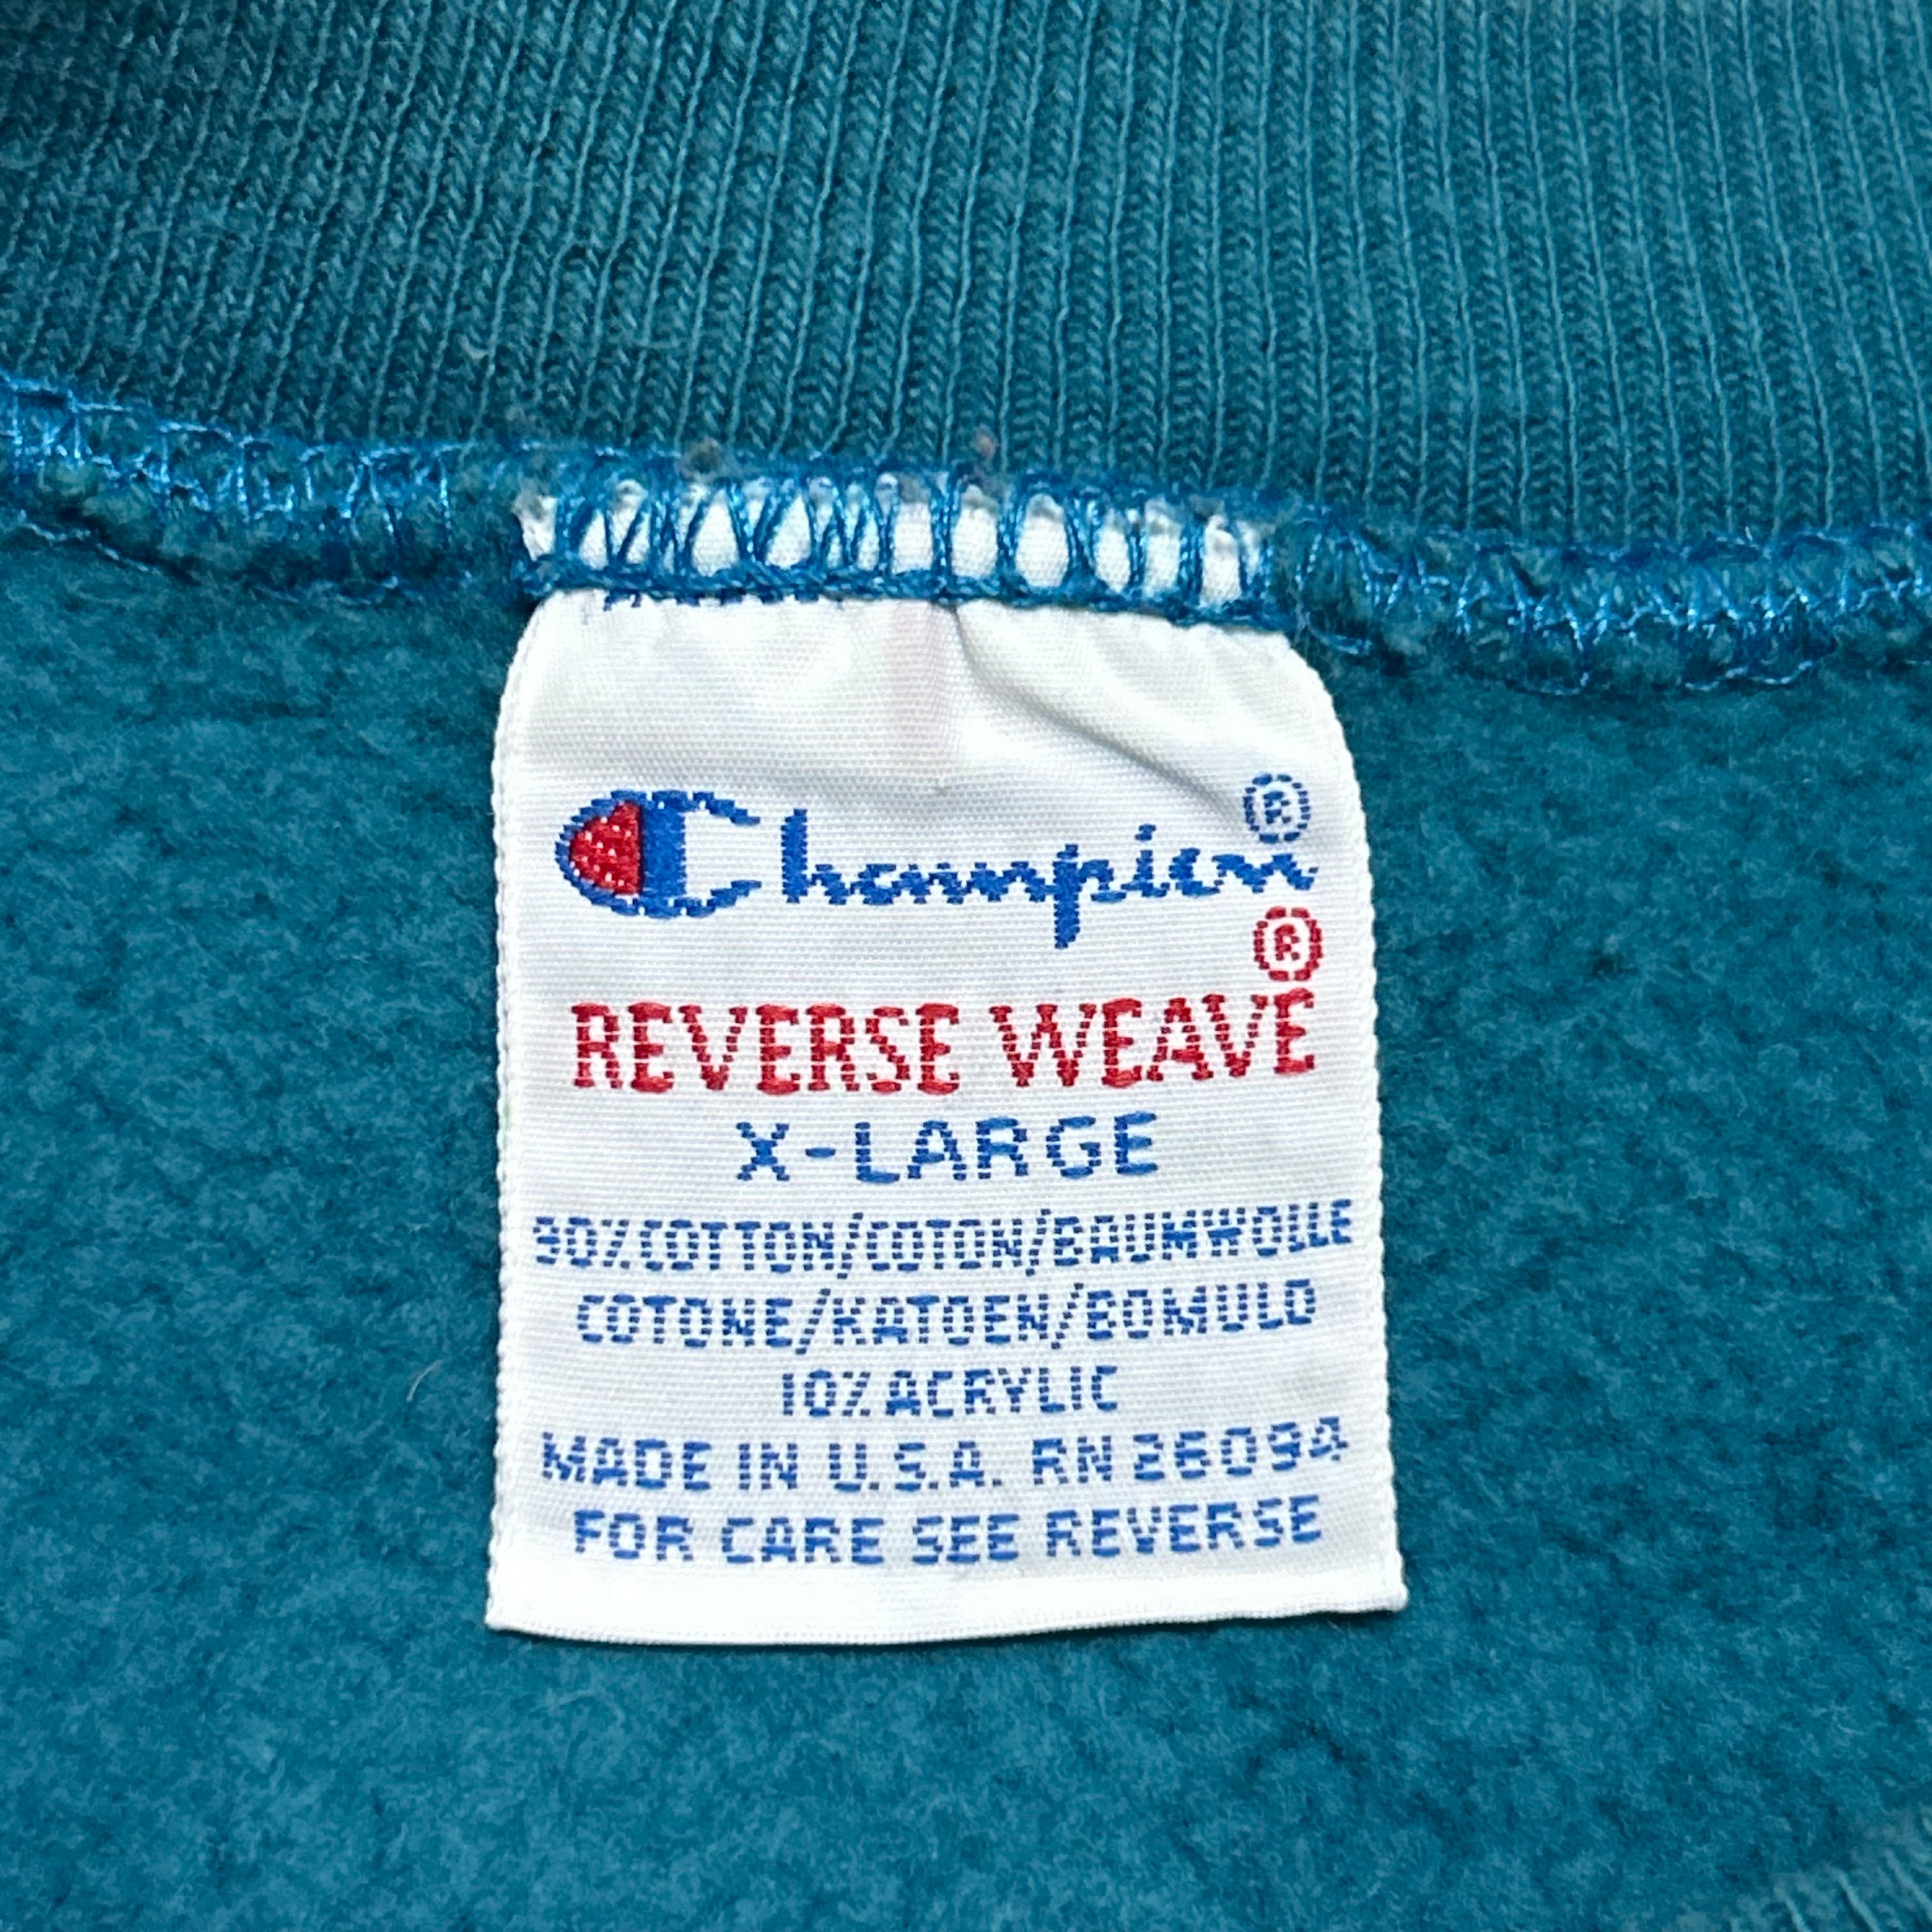 Champion®
REVERSE WEAVE®
X-LARGE
90% COTTON/COTON/BAUMWOLLE
COTONE/KATOEN/BOMULD
10% ACRYLIC
MADE IN U.S.A. RN 26094
FOR CARE SEE REVERSE